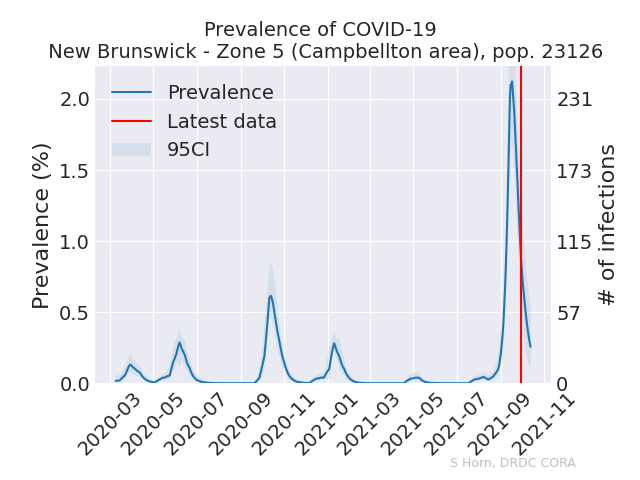 Prevalence of COVID-19
New Brunswick - Zone 5 (Campbellton area), pop. 23126
Prevalence
Latest data
95CI
Prevalence (%)
2.0
1.5
1.0
0.5
0.0
231
173
115
57
0
# of infections
2020-03
2020-05
2020-07
2020-09
2020-11
2021-01
2021-03
2021-05
2021-07
2021-09
2021-11
S Horn, DRDC CORA